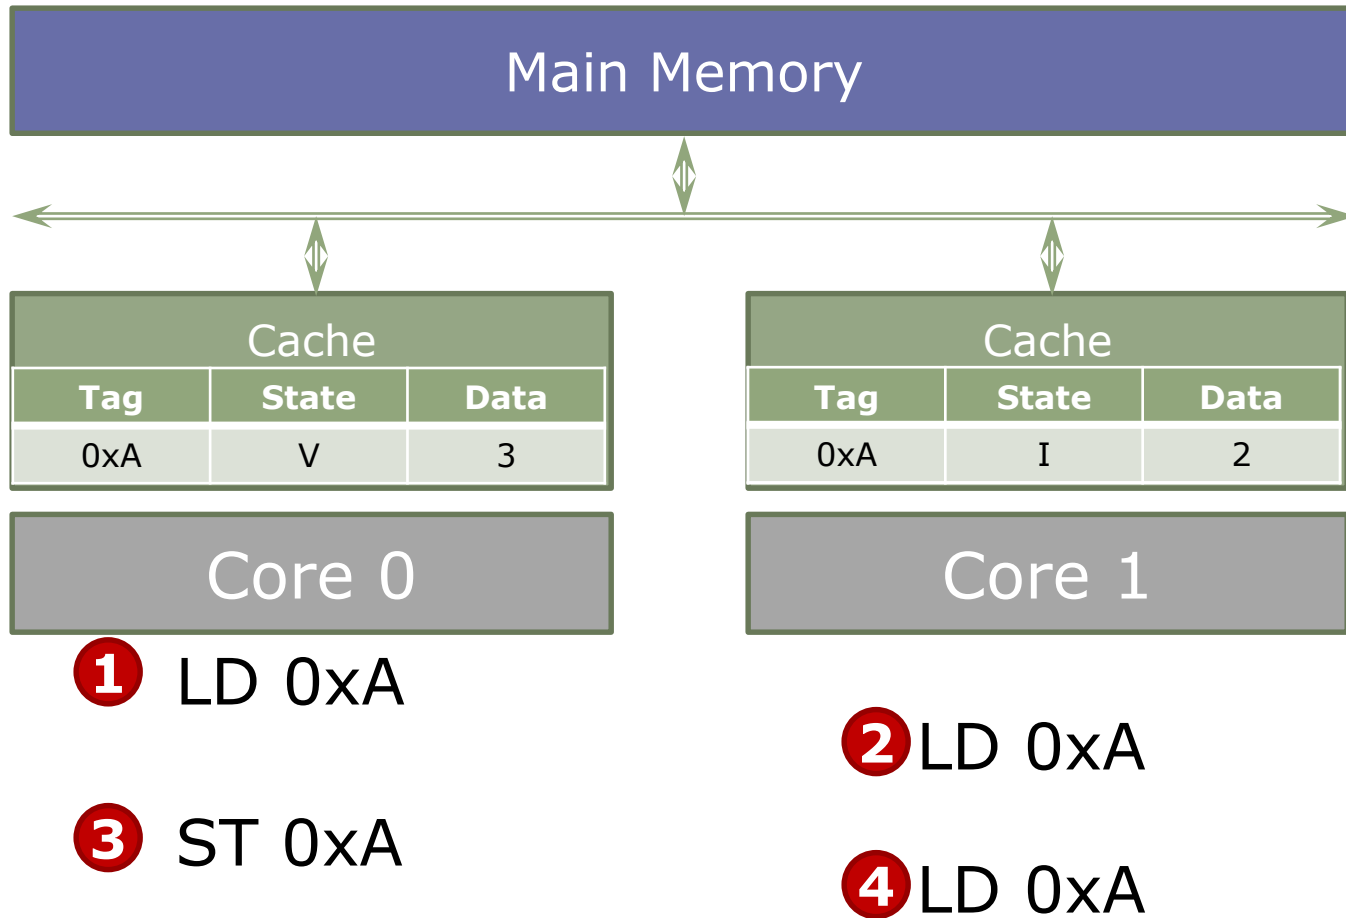 Main Memory
Cache
Tag State Data
0xA V 3
Cache
Tag State Data
0xA I 2
Core 0
Core 1
1 LD 0xA
2 LD 0xA
3 ST 0xA
4 LD 0xA